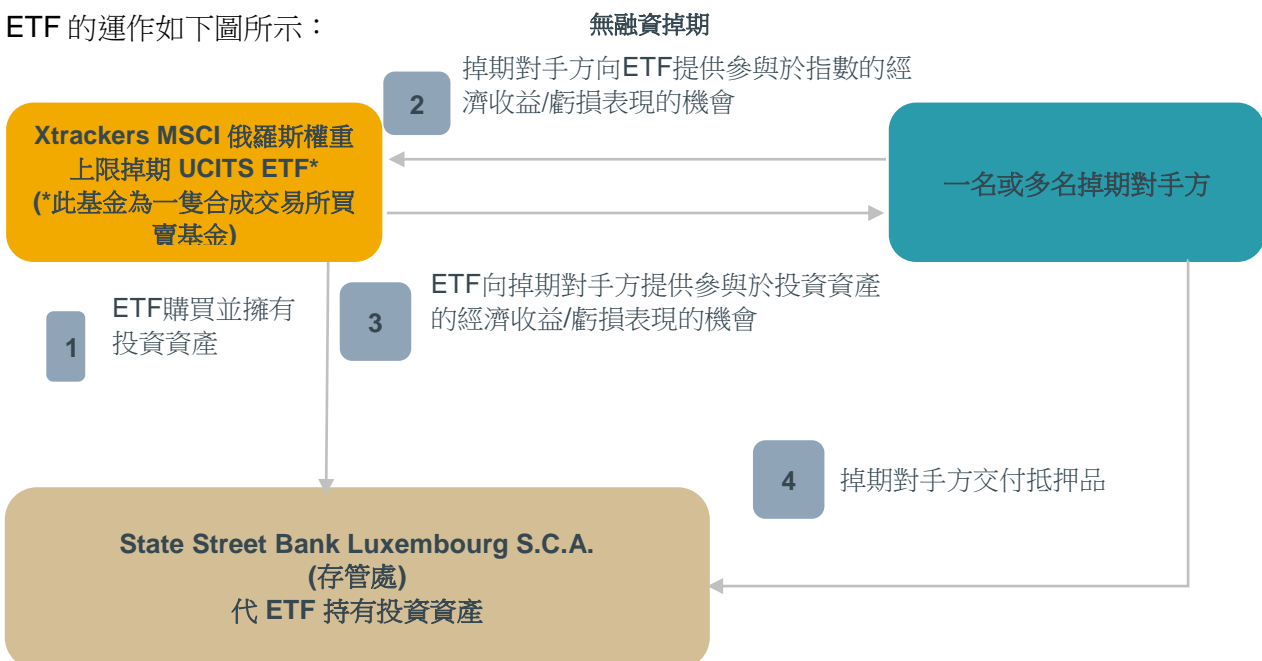 ETF 的運作如下圖所示：
無融資掉期
掉期對手方向ETF提供參與於指數的經
濟收益/虧損表現的機會
2
Xtrackers MSCI 俄羅斯權重
上限掉期 UCITS ETF*
(*此基金為一隻合成交易所買
賣基金)
一名或多名掉期對手方
1
ETF購買並擁有
投資資產
3
ETF向掉期對手方提供參與於投資資產
的經濟收益/虧損表現的機會
4
掉期對手方交付抵押品
State Street Bank Luxembourg S.C.A.
(存管處)
代 ETF 持有投資資產